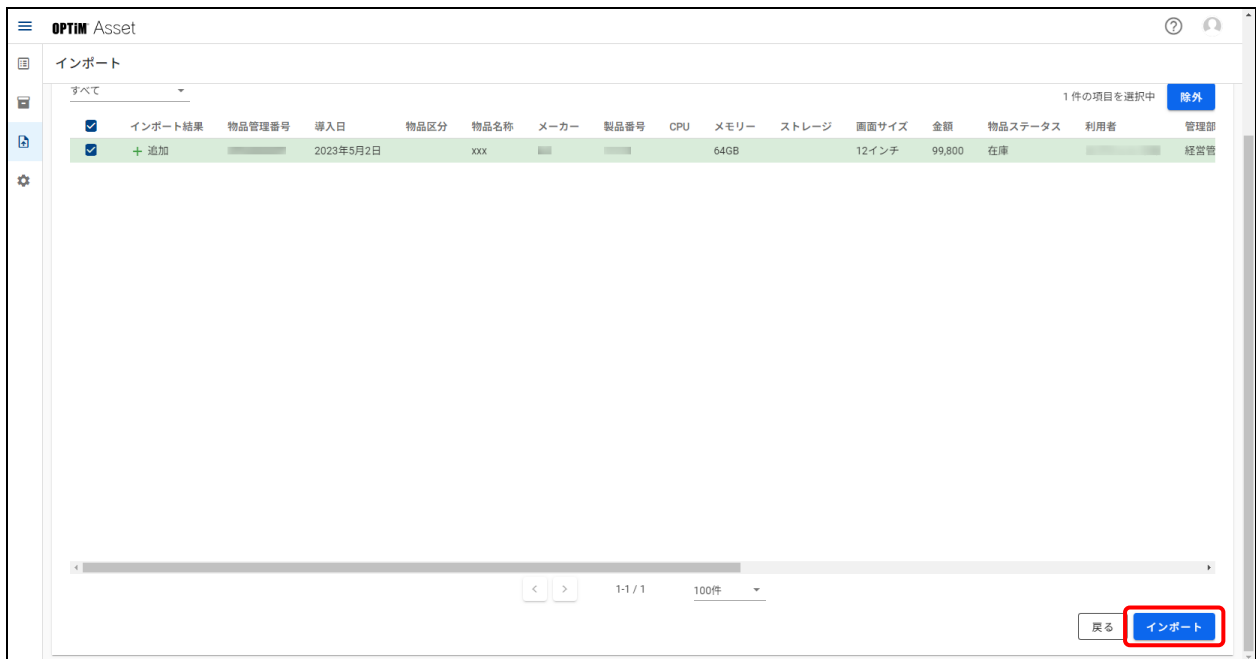 OPTiM Asset
インポート
すべて
1 件の項目を選択中 除外
インポート結果 物品管理番号 導入日 物品区分 物品名称 メーカー 製品番号 CPU メモリー ストレージ 画面サイズ 金額 物品ステータス 利用者 管理部
+ 追加 2023年5月2日 xxx 64GB 12インチ 99,800 在庫 経営管
1-1 / 1 100件
戻る インポート